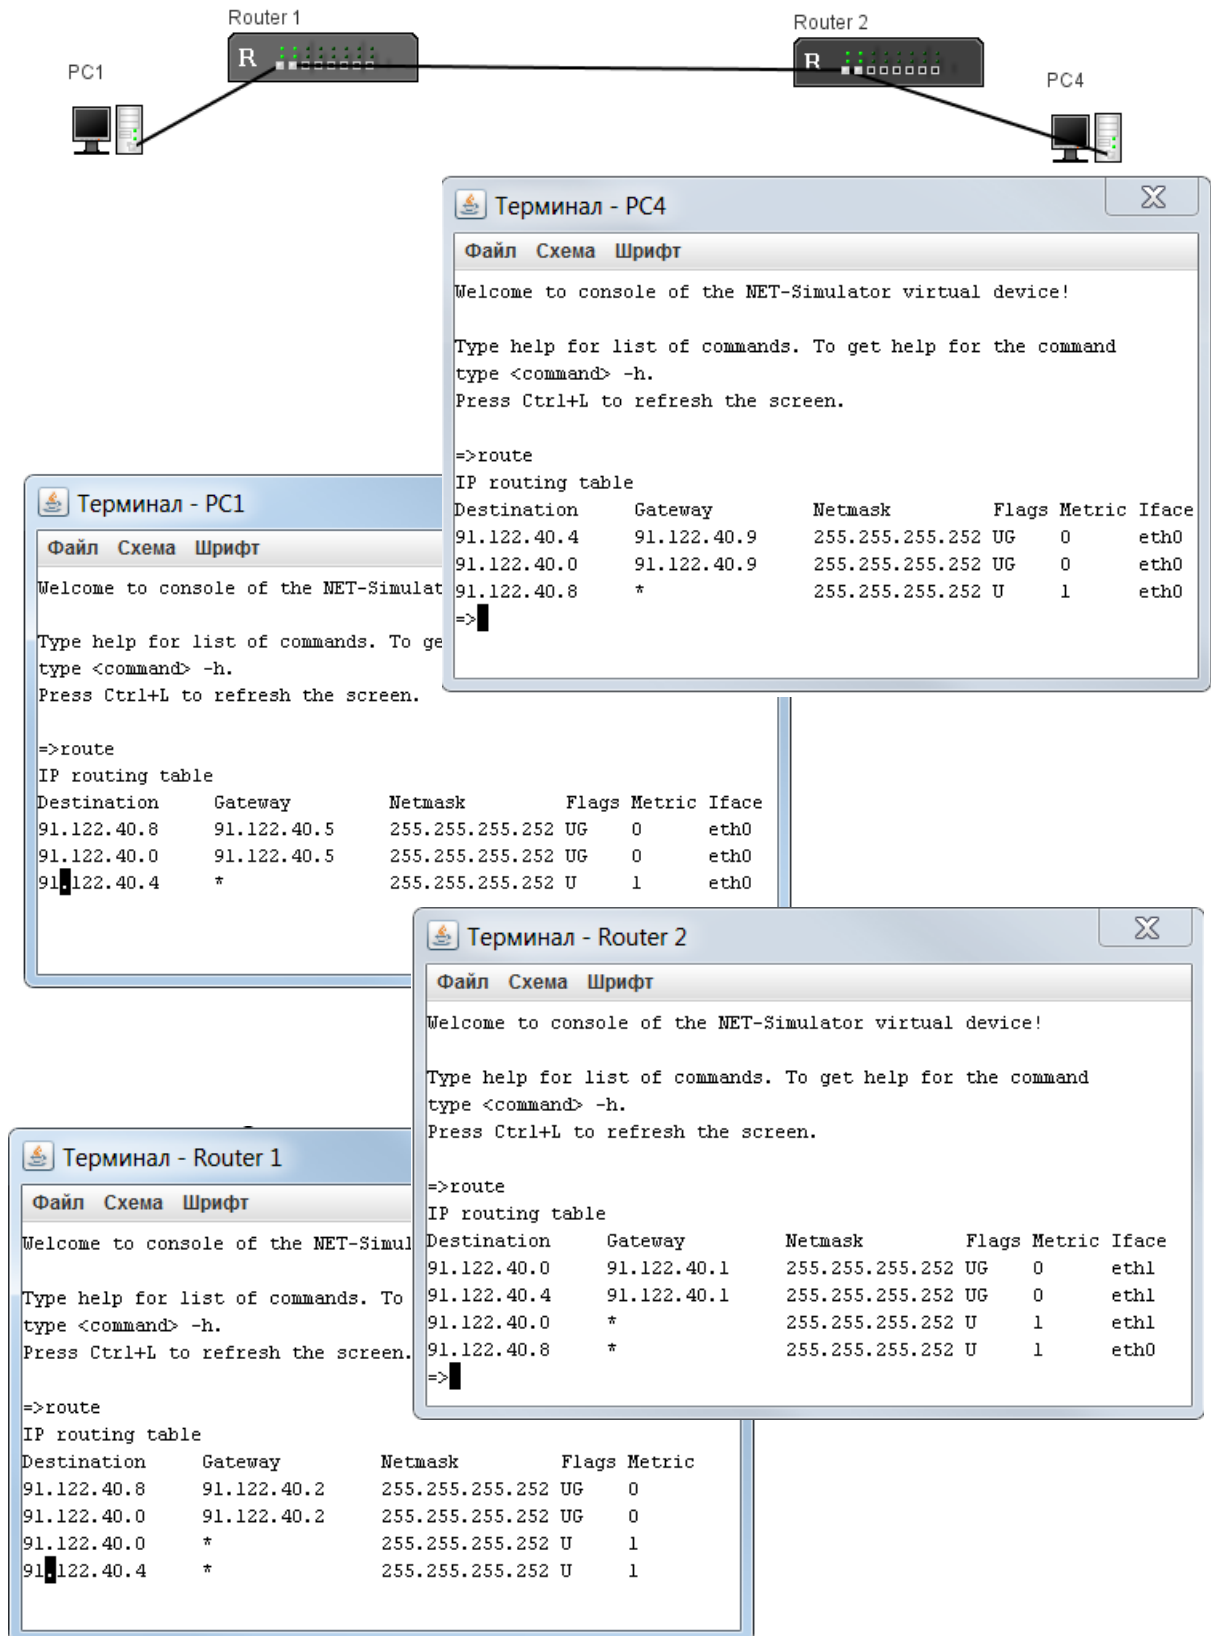 Router 1
Router 2
R
R
PC1
PC4
Терминал - PC4
Файл Схема Шрифт
Welcome to console of the NET-Simulator virtual device!
Type help for list of commands. To get help for the command
type <command> -h.
Press Ctrl+L to refresh the screen.
=>route
IP routing table
Destination Gateway Netmask Flags Metric Iface
91.122.40.4 91.122.40.9 255.255.255.252 UG 0 eth0
91.122.40.0 91.122.40.9 255.255.255.252 UG 0 eth0
91.122.40.8 * 255.255.255.252 U 1 eth0
=>
Терминал - PC1
Файл Схема Шрифт
Welcome to console of the NET-Simulat
Type help for list of commands. To ge
type <command> -h.
Press Ctrl+L to refresh the screen.
=>route
IP routing table
Destination Gateway Netmask Flags Metric Iface
91.122.40.8 91.122.40.5 255.255.255.252 UG 0 eth0
91.122.40.0 91.122.40.5 255.255.255.252 UG 0 eth0
91.122.40.4 * 255.255.255.252 U 1 eth0
Терминал - Router 2
Файл Схема Шрифт
Welcome to console of the NET-Simulator virtual device!
Type help for list of commands. To get help for the command
type <command> -h.
Press Ctrl+L to refresh the screen.
=>route
IP routing table
Destination Gateway Netmask Flags Metric Iface
91.122.40.0 91.122.40.1 255.255.255.252 UG 0 eth1
91.122.40.4 91.122.40.1 255.255.255.252 UG 0 eth1
91.122.40.0 * 255.255.255.252 U 1 eth1
91.122.40.8 * 255.255.255.252 U 1 eth0
=>
Терминал - Router 1
Файл Схема Шрифт
Welcome to console of the NET-Simul
Type help for list of commands. To
type <command> -h.
Press Ctrl+L to refresh the screen.
=>route
IP routing table
Destination Gateway Netmask Flags Metric
91.122.40.8 91.122.40.2 255.255.255.252 UG 0
91.122.40.0 91.122.40.2 255.255.255.252 UG 0
91.122.40.0 * 255.255.255.252 U 1
91.122.40.4 * 255.255.255.252 U 1